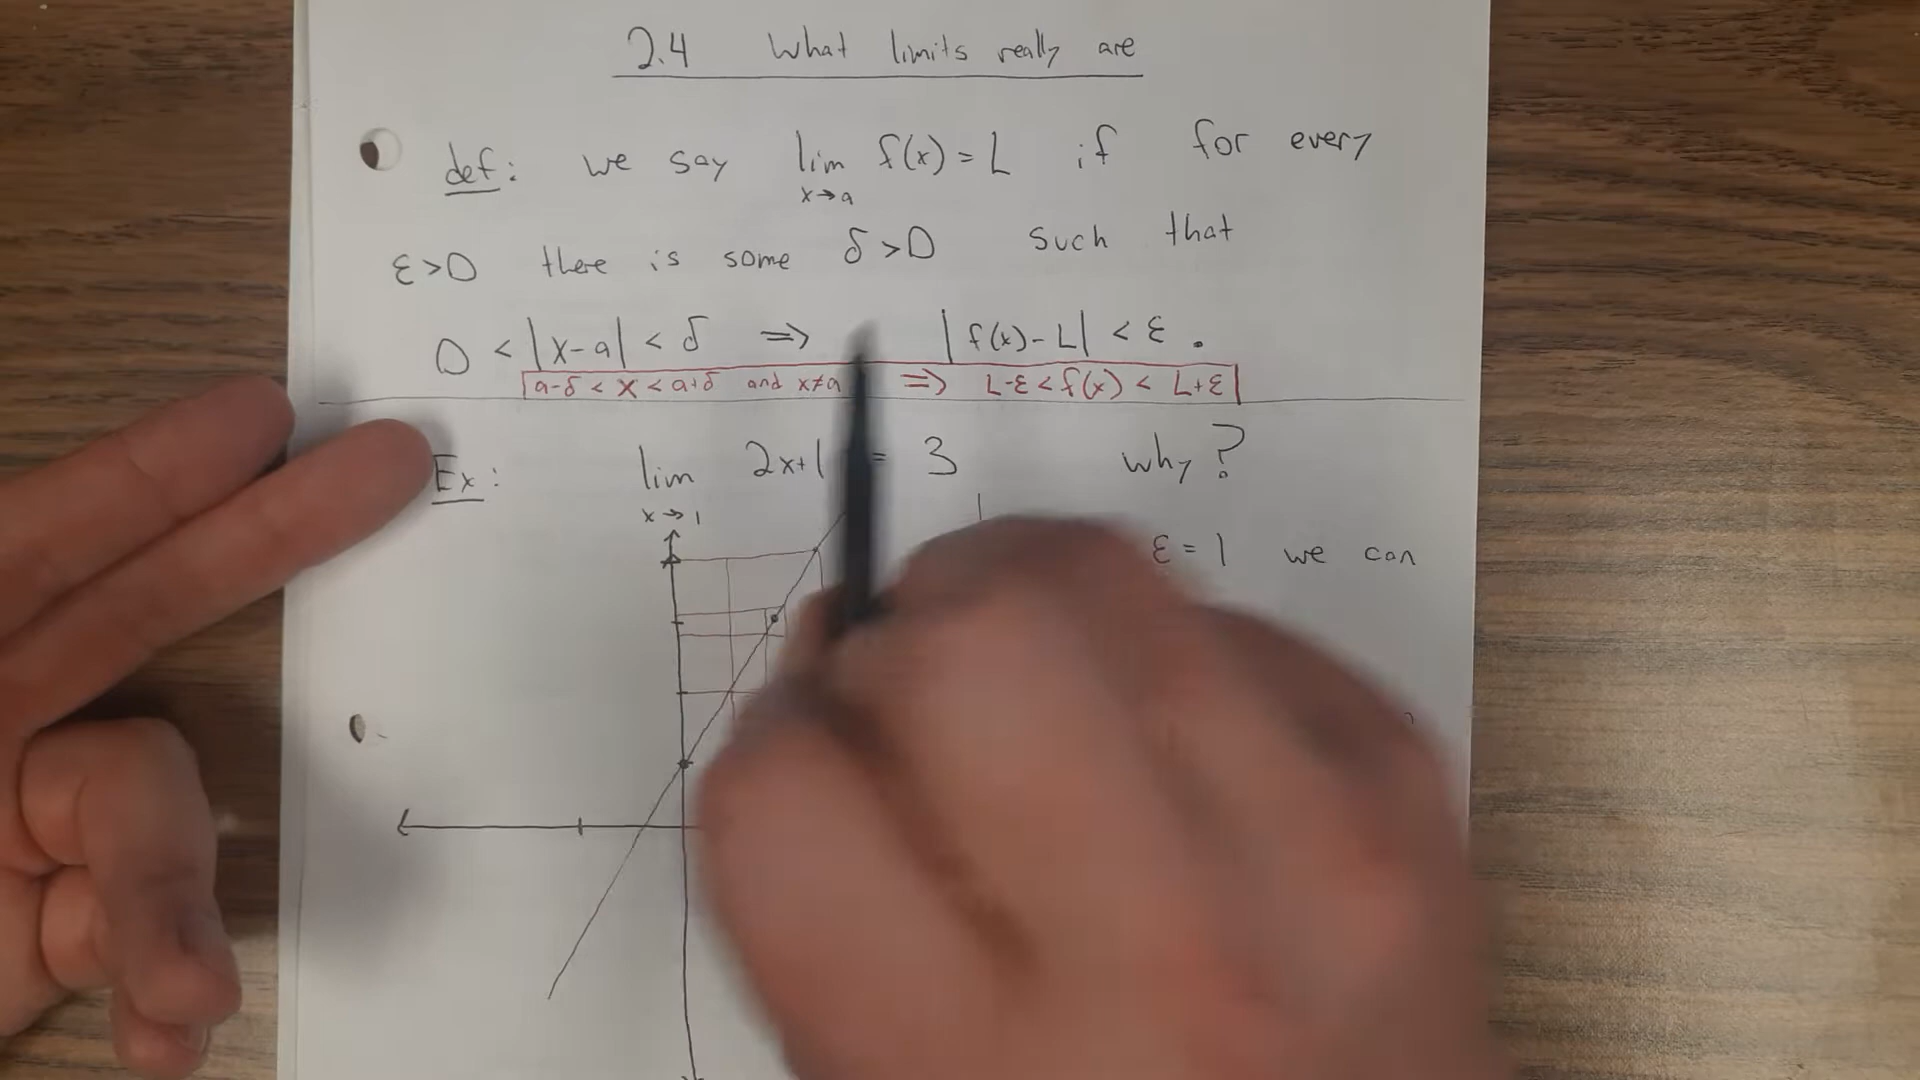 2.4 What limits really are
def: we say lim f(x) = L if for every
x→a
ε>0 there is some δ>0 such that
0 < |x-a| < δ ⇒ |f(x)-L| < ε.
a-δ < x < a+δ and x≠a ⇒ L-ε < f(x) < L+ε
Ex: lim 2x+1 = 3 why?
x→1
ε = 1 we can